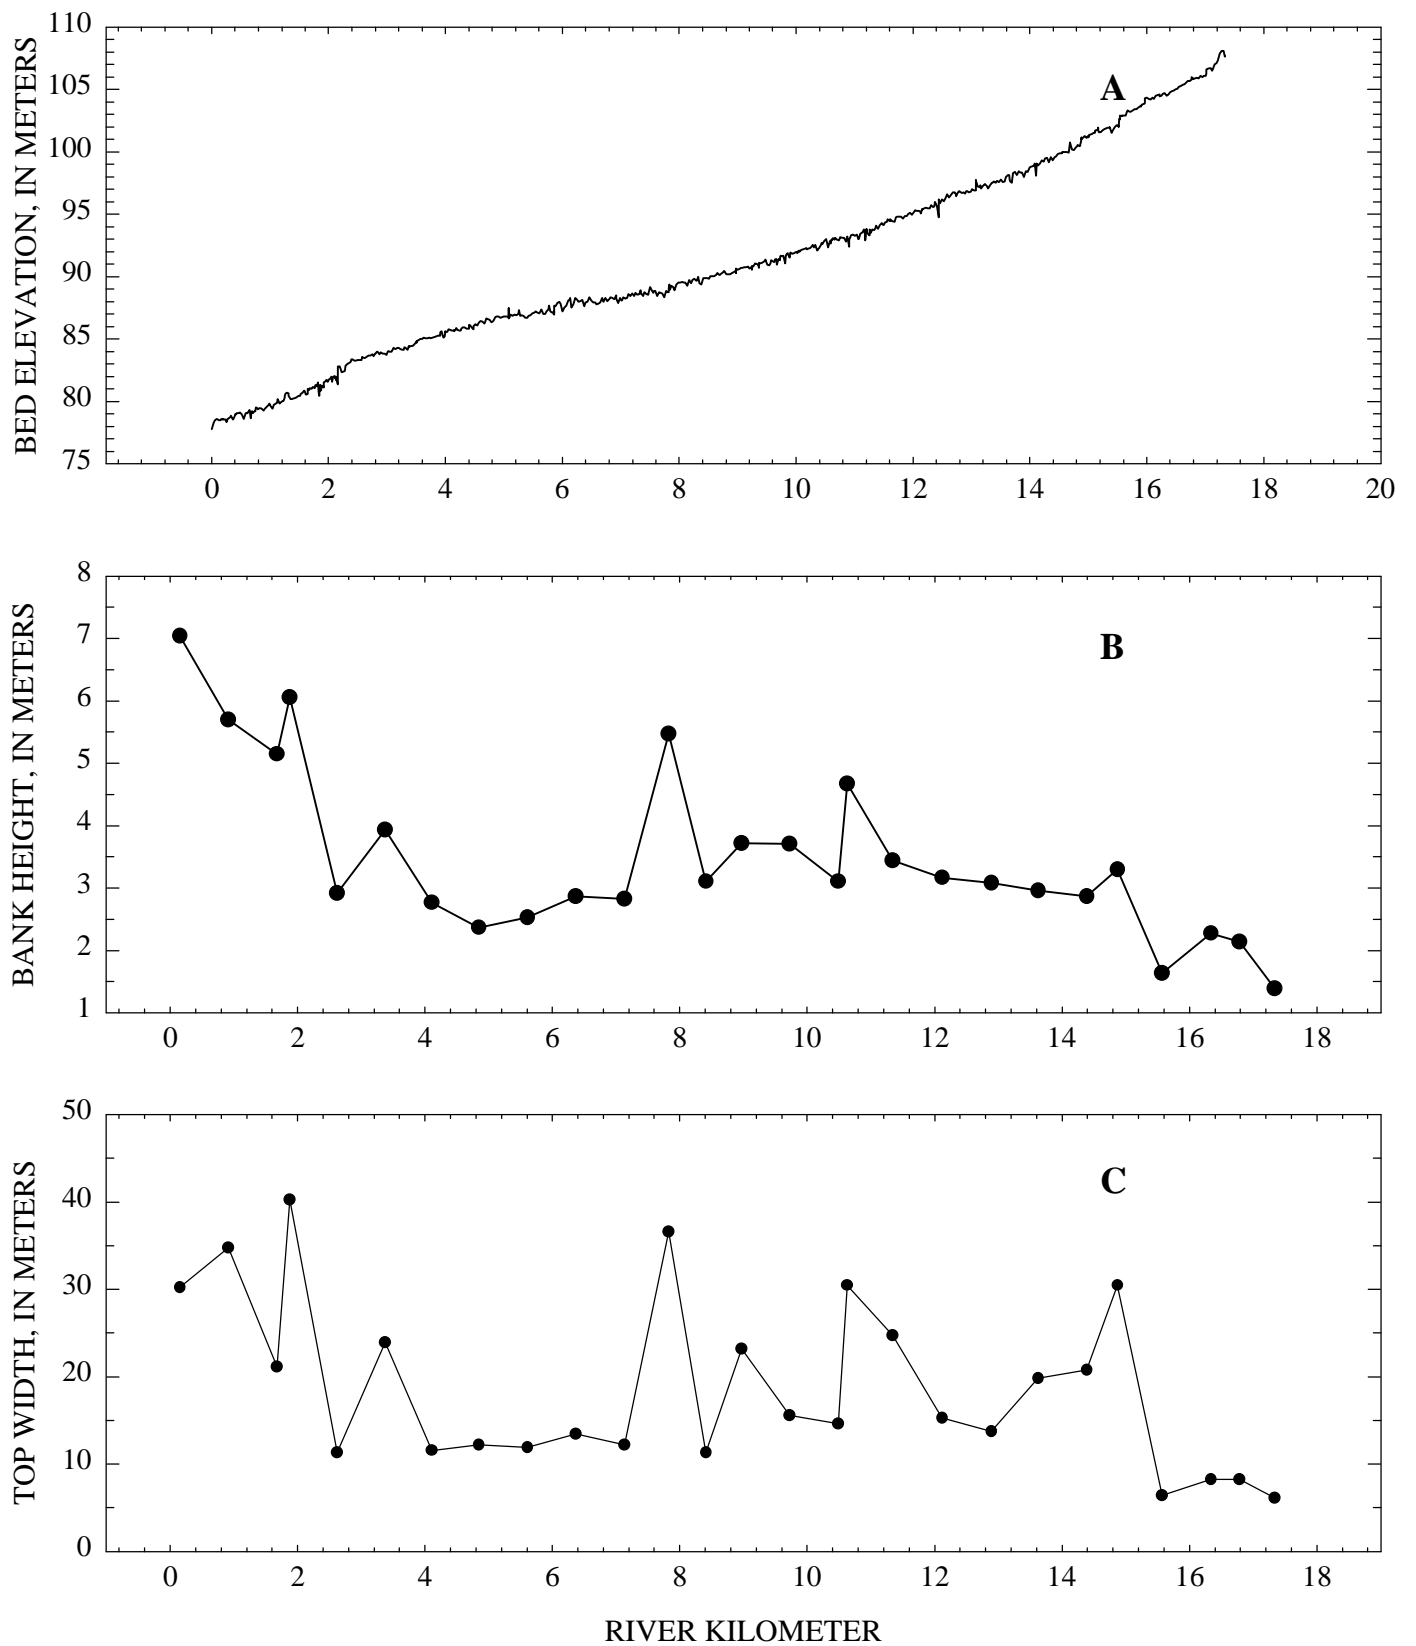 BED ELEVATION, IN METERS
110
105
100
95
90
85
80
75
A
0 2 4 6 8 10 12 14 16 18 20
BANK HEIGHT, IN METERS
8
7
6
5
4
3
2
1
B
0 2 4 6 8 10 12 14 16 18
TOP WIDTH, IN METERS
50
40
30
20
10
0
C
0 2 4 6 8 10 12 14 16 18
RIVER KILOMETER